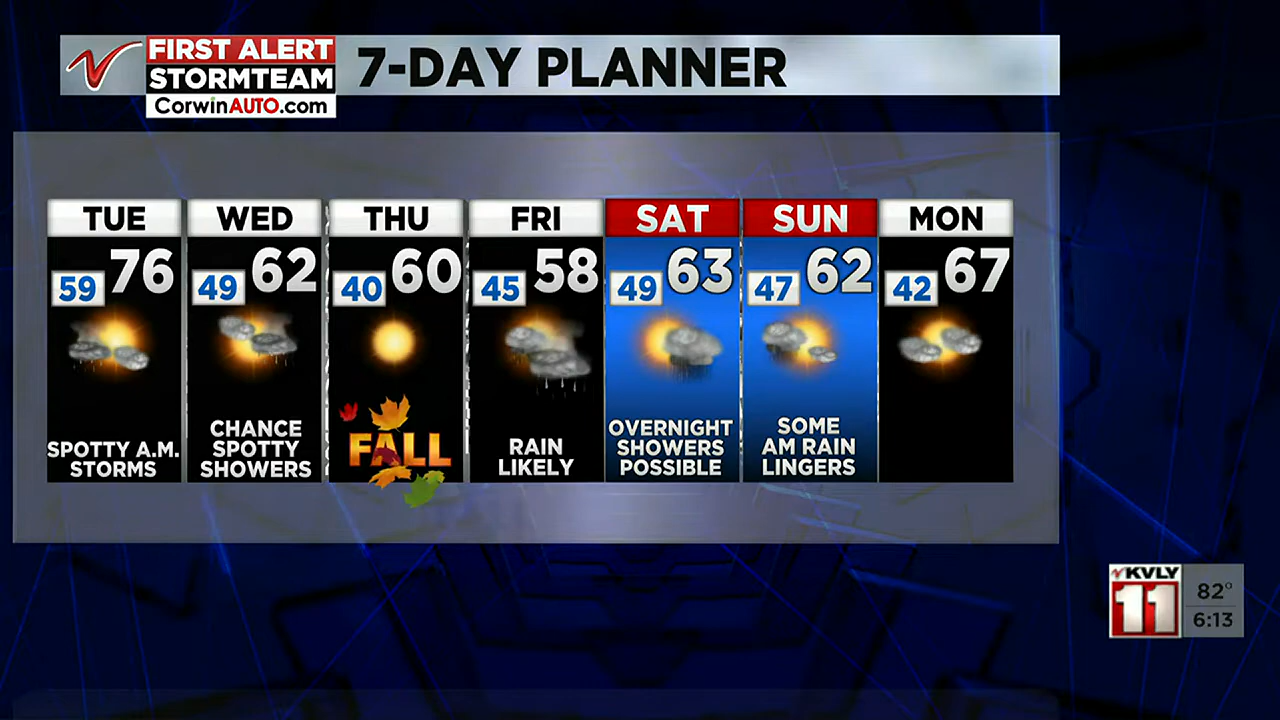 FIRST ALERT
STORMTEAM
CorwinAUTO.com
7-DAY PLANNER
TUE
59 76
SPOTTY A.M.
STORMS
WED
49 62
CHANCE
SPOTTY
SHOWERS
THU
40 60
FALL
FRI
45 58
RAIN
LIKELY
SAT
49 63
OVERNIGHT
SHOWERS
POSSIBLE
SUN
47 62
SOME
AM RAIN
LINGERS
MON
42 67
KVLY
11
82°
6:13